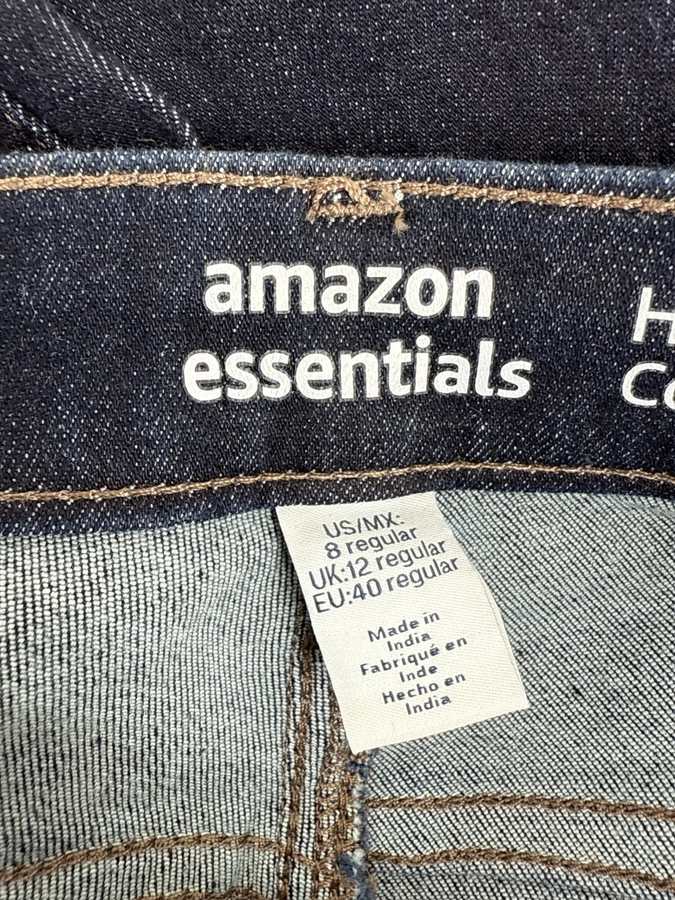 amazon
essentials
US/MX:
8 regular
UK:12 regular
EU:40 regular
Made in
India
Fabriqué en
Inde
Hecho en
India